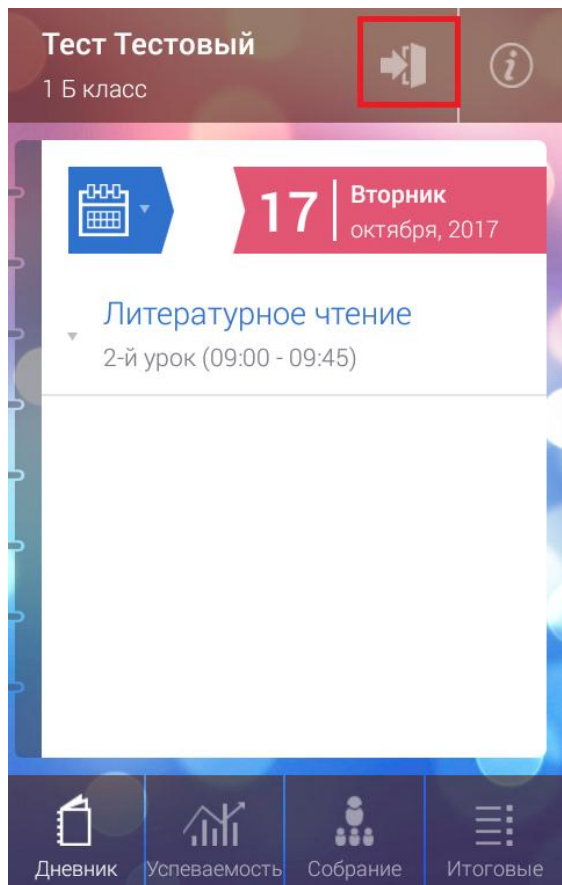 Тест Тестовый
1 Б класс
17
Вторник
октября, 2017
Литературное чтение
2-й урок (09:00 - 09:45)
Дневник Успеваемость Собрание Итоговые